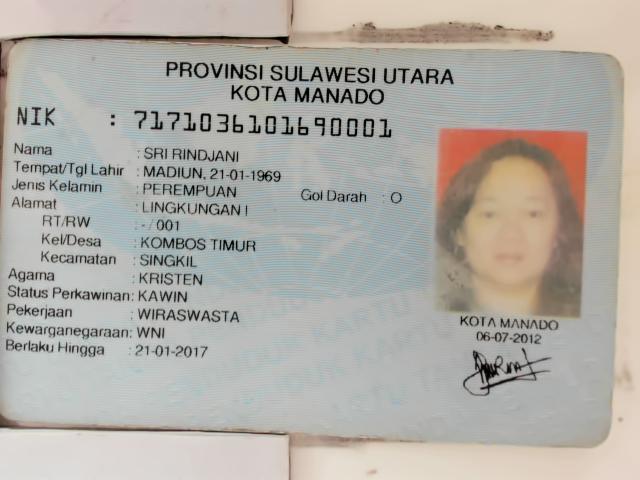 PROVINSI SULAWESI UTARA
KOTA MANADO
NIK : 7171036101690001
Nama : SRI RINDJANI
Tempat/Tgl Lahir : MADIUN, 21-01-1969
Jenis Kelamin : PEREMPUAN Gol Darah : O
Alamat : LINGKUNGAN I
RT/RW : - / 001
Kel/Desa : KOMBOS TIMUR
Kecamatan : SINGKIL
Agama : KRISTEN
Status Perkawinan: KAWIN
Pekerjaan : WIRASWASTA
Kewarganegaraan: WNI
Berlaku Hingga : 21-01-2017
KOTA MANADO
06-07-2012